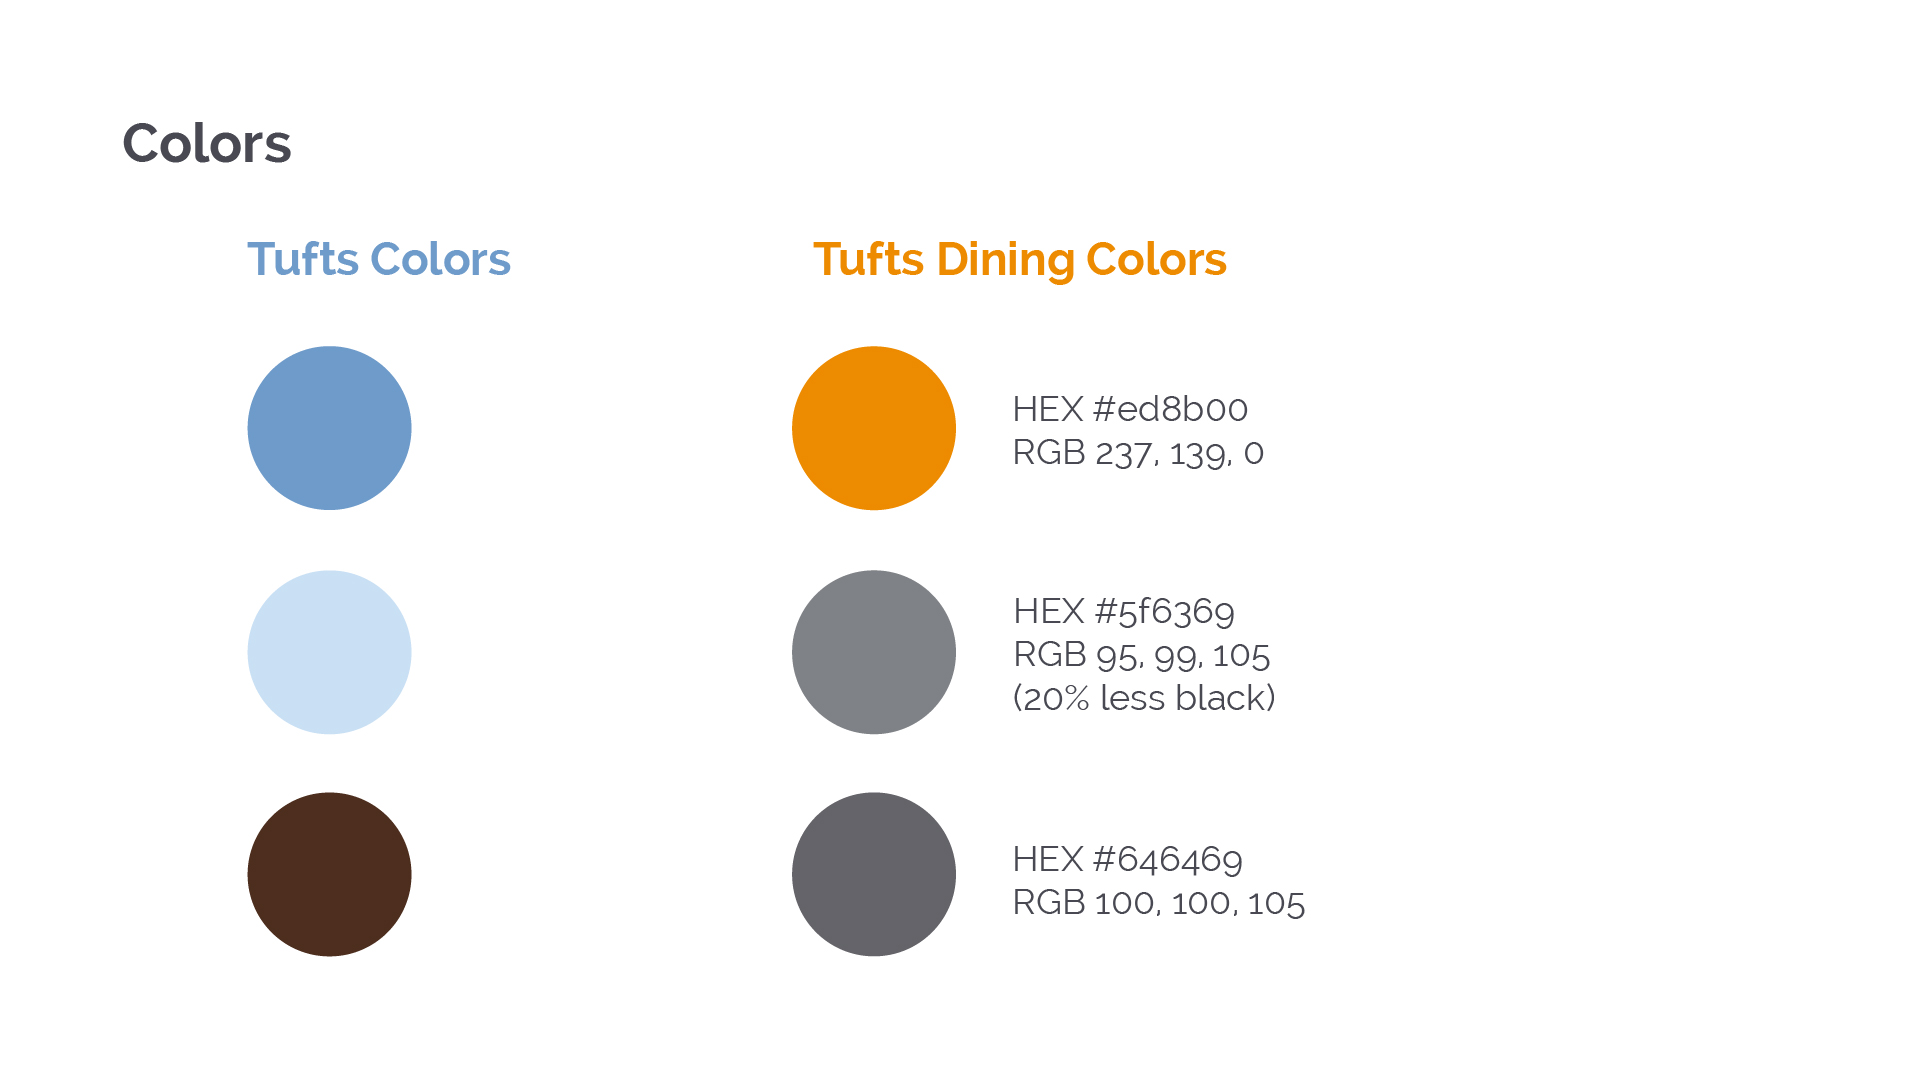 Colors
Tufts Colors
Tufts Dining Colors
HEX #ed8b00
RGB 237, 139, 0
HEX #5f6369
RGB 95, 99, 105
(20% less black)
HEX #646469
RGB 100, 100, 105